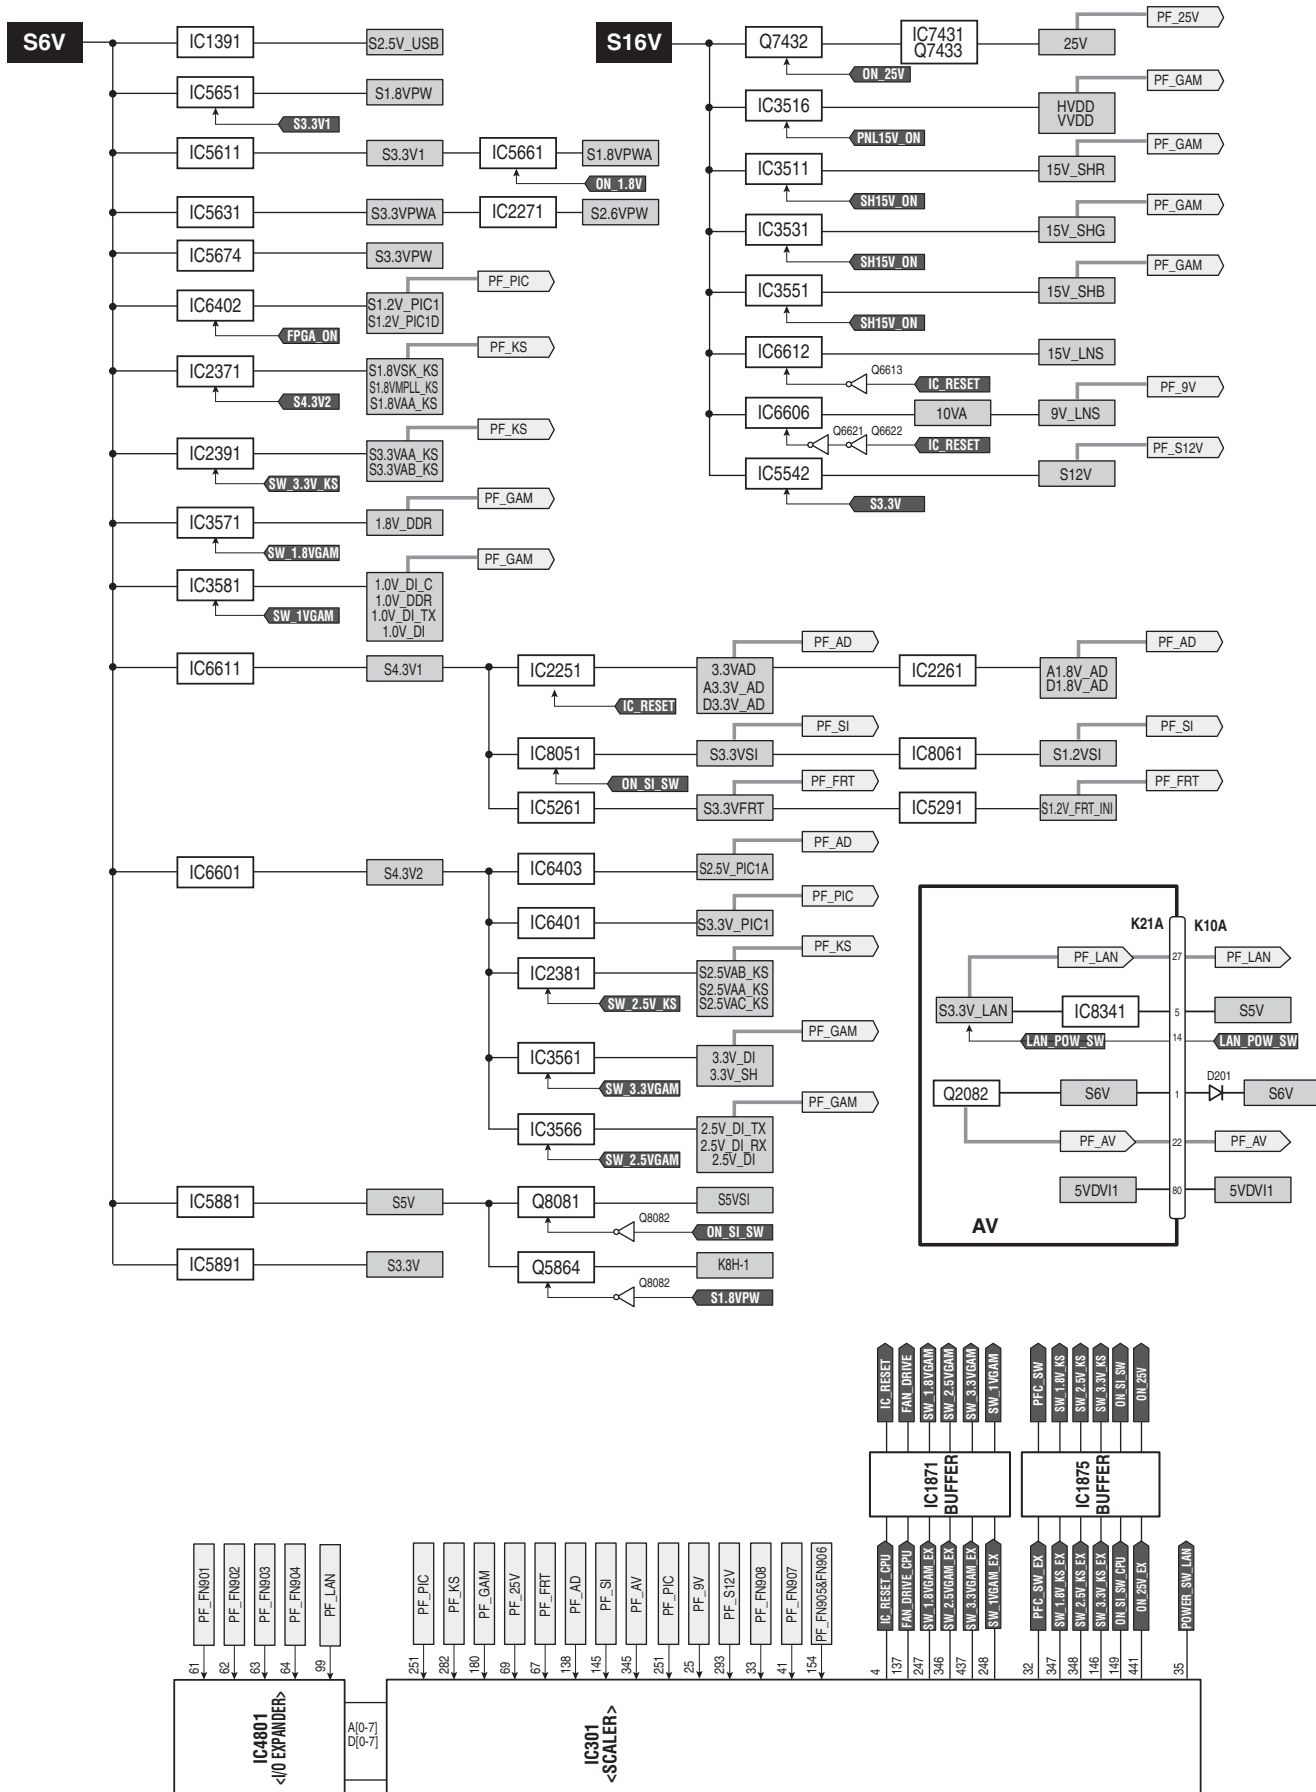 S6V
IC1391
S2.5V_USB
IC5651
S1.8VPW
S3.3V1
IC5611
S3.3V1
IC5661
S1.8VPWA
ON_1.8V
IC5631
S3.3VPWA
IC2271
S2.6VPW
IC5674
S3.3VPW
PF_PIC
IC6402
S1.2V_PIC1
S1.2V_PIC1D
FPGA_ON
PF_KS
IC2371
S1.8VSK_KS
S1.8VMPLL_KS
S1.8VAA_KS
S4.3V2
PF_KS
IC2391
S3.3VAA_KS
S3.3VAB_KS
SW_3.3V_KS
PF_GAM
IC3571
1.8V_DDR
SW_1.8VGAM
PF_GAM
IC3581
1.0V_DI_C
1.0V_DDR
1.0V_DI_TX
1.0V_DI
SW_1VGAM
S16V
Q7432
IC7431
Q7433
25V
PF_25V
ON_25V
IC3516
HVDD
VVDD
PF_GAM
PNL15V_ON
IC3511
15V_SHR
PF_GAM
SH15V_ON
IC3531
15V_SHG
PF_GAM
SH15V_ON
IC3551
15V_SHB
PF_GAM
SH15V_ON
IC6612
15V_LNS
Q6613
IC_RESET
PF_9V
IC6606
10VA
9V_LNS
Q6621
Q6622
IC_RESET
PF_S12V
IC5542
S12V
S3.3V
IC6611
S4.3V1
IC2251
3.3VAD
A3.3V_AD
D3.3V_AD
PF_AD
IC2261
A1.8V_AD
D1.8V_AD
PF_AD
IC_RESET
IC8051
S3.3VSI
PF_SI
IC8061
S1.2VSI
PF_SI
ON_SI_SW
IC5261
S3.3VFRT
PF_FRT
IC5291
S1.2V_FRT_INI
PF_FRT
IC6601
S4.3V2
IC6403
S2.5V_PIC1A
PF_AD
IC6401
S3.3V_PIC1
PF_PIC
IC2381
S2.5VAB_KS
S2.5VAA_KS
S2.5VAC_KS
PF_KS
SW_2.5V_KS
IC3561
3.3V_DI
3.3V_SH
PF_GAM
SW_3.3VGAM
IC3566
2.5V_DI_TX
2.5V_DI_RX
2.5V_DI
PF_GAM
SW_2.5VGAM
IC5881
S5V
Q8081
S5VSI
Q8082
ON_SI_SW
IC5891
S3.3V
Q5864
K8H-1
Q8082
S1.8VPW
K21A
K10A
PF_LAN
27
PF_LAN
S3.3V_LAN
IC8341
5
S5V
LAN_POW_SW
14
LAN_POW_SW
Q2082
S6V
1
D201
S6V
PF_AV
22
PF_AV
5VDVI1
80
5VDVI1
AV
IC_RESET
FAN_DRIVE
SW_1.8VGAM
SW_2.5VGAM
SW_3.3VGAM
SW_1VGAM
PFC_SW
SW_1.8V_KS
SW_2.5V_KS
SW_3.3V_KS
ON_SI_SW
ON_25V
IC1871
BUFFER
IC1875
BUFFER
IC_RESET_CPU
FAN_DRIVE_CPU
SW_1.8VGAM_EX
SW_2.5VGAM_EX
SW_3.3VGAM_EX
SW_1VGAM_EX
PFC_SW_EX
SW_1.8V_KS_EX
SW_2.5V_KS_EX
SW_3.3V_KS_EX
ON_SI_SW_CPU
ON_25V_EX
POWER_SW_LAN
4
137
247
346
437
248
32
347
348
146
149
441
35
PF_FN901
PF_FN902
PF_FN903
PF_FN904
PF_LAN
61
62
63
64
99
PF_PIC
PF_KS
PF_GAM
PF_25V
PF_FRT
PF_AD
PF_SI
PF_AV
PF_PIC
PF_9V
PF_S12V
PF_FN908
PF_FN907
PF_FN905&FN906
251
282
180
69
67
138
145
345
251
25
293
33
41
154
IC4801
<I/O EXPANDER>
A[0-7]
D[0-7]
IC301
<SCALER>